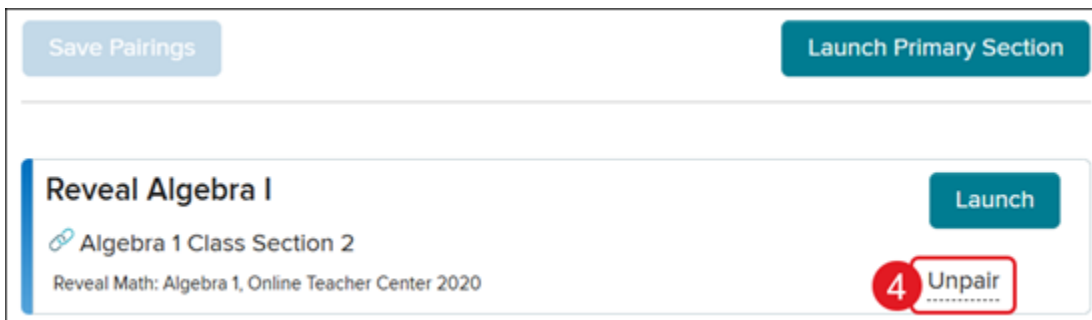 Save Pairings
Launch Primary Section
Reveal Algebra I
Launch
Algebra 1 Class Section 2
Reveal Math: Algebra 1, Online Teacher Center 2020
4 Unpair